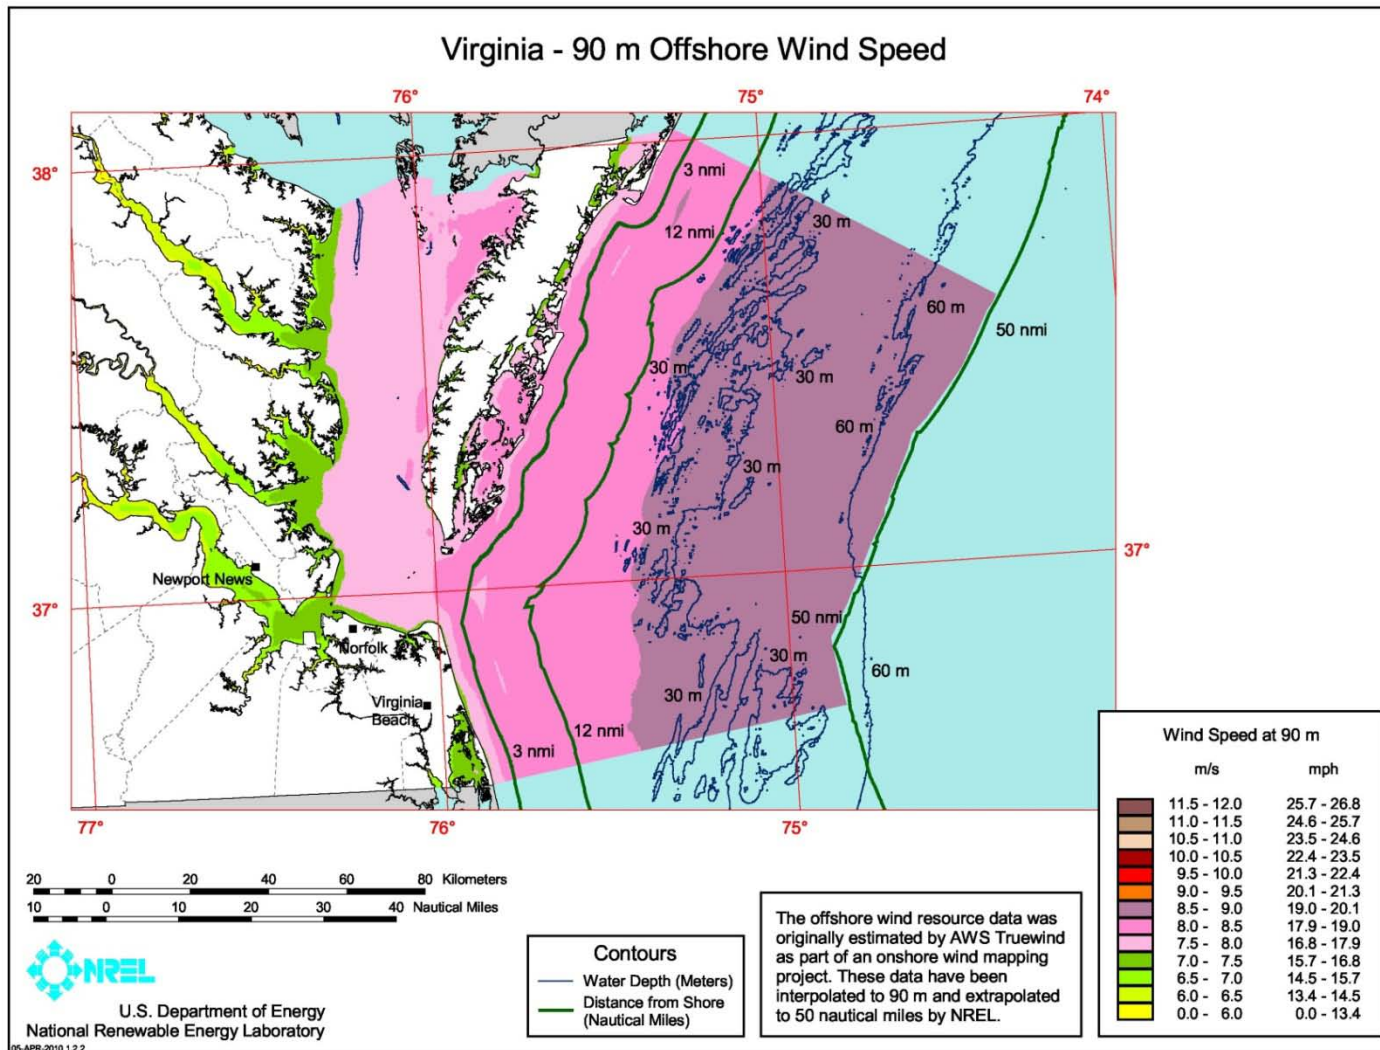 Virginia - 90 m Offshore Wind Speed
76°
75°
74°
38°
3 nmi
12 nmi
30 m
60 m
50 nmi
30 m
30 m
60 m
30 m
30 m
37°
Newport News
37°
50 nmi
Norfolk
30 m
60 m
30 m
Virginia
Beach
12 nmi
3 nmi
77°
76°
75°
Wind Speed at 90 m
m/s mph
11.5 - 12.0 25.7 - 26.8
11.0 - 11.5 24.6 - 25.7
10.5 - 11.0 23.5 - 24.6
10.0 - 10.5 22.4 - 23.5
9.5 - 10.0 21.3 - 22.4
9.0 - 9.5 20.1 - 21.3
8.5 - 9.0 19.0 - 20.1
8.0 - 8.5 17.9 - 19.0
7.5 - 8.0 16.8 - 17.9
7.0 - 7.5 15.7 - 16.8
6.5 - 7.0 14.5 - 15.7
6.0 - 6.5 13.4 - 14.5
0.0 - 6.0 0.0 - 13.4
20 0 20 40 60 80 Kilometers
10 0 10 20 30 40 Nautical Miles
NREL
U.S. Department of Energy
National Renewable Energy Laboratory
05-APR-2010 1.2.2
Contours
Water Depth (Meters)
Distance from Shore
(Nautical Miles)
The offshore wind resource data was
originally estimated by AWS Truewind
as part of an onshore wind mapping
project. These data have been
interpolated to 90 m and extrapolated
to 50 nautical miles by NREL.